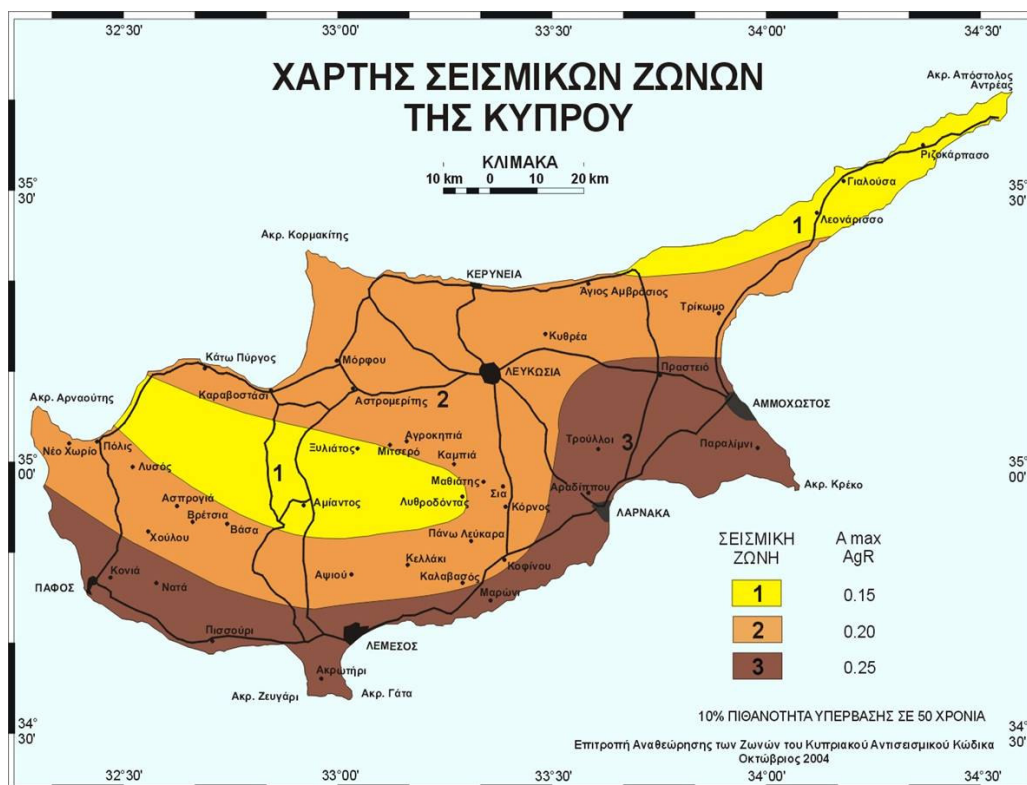 32°30' 33°00' 33°30' 34°00' 34°30'
ΧΑΡΤΗΣ ΣΕΙΣΜΙΚΩΝ ΖΩΝΩΝ
ΤΗΣ ΚΥΠΡΟΥ
ΚΛΙΜΑΚΑ
10 km 0 10 20 km
Ακρ. Απόστολος
Αντρέας
Ριζοκάρπασο
35°
30'
Γιαλούσα
35°
30'
Λεονάρισσο
1
Ακρ. Κορμακίτης
ΚΕΡΥΝΕΙΑ
Άγιος Αμβρόσιος
Τρίκωμο
Κυθρέα
Κάτω Πύργος
Μόρφου
ΛΕΥΚΩΣΙΑ
Πραστειό
Καραβοστάσι
Αστρομερίτης
2
ΑΜΜΟΧΩΣΤΟΣ
Ακρ. Αρναούτης
Νέο Χωρίο
Πόλις
Λυσός
1
Ξυλιάτος
Αγροκηπιά
Μιτσερό
Καμπιά
Τρούλλοι
3
Παραλίμνι
35°
00'
35°
00'
Μαθιάτης
Σια
Αραδίππου
Ακρ. Κρέκο
Ασπρογιά
Βρέτσια
Βάσα
Αμίαντος
Λυθροδόντας
Κόρνος
ΛΑΡΝΑΚΑ
Χούλου
Πάνω Λεύκαρα
Κελλάκι
Κοφίνου
Κονιά
Νατά
Αψιού
Καλαβασός
Μαρώνι
ΠΑΦΟΣ
Πισσούρι
ΛΕΜΕΣΟΣ
Ακρωτήρι
Ακρ. Ζευγάρι
Ακρ. Γάτα
ΣΕΙΣΜΙΚΗ A max
ΖΩΝΗ AgR
1 0.15
2 0.20
3 0.25
34°
30'
34°
30'
10% ΠΙΘΑΝΟΤΗΤΑ ΥΠΕΡΒΑΣΗΣ ΣΕ 50 ΧΡΟΝΙΑ
Επιτροπή Αναθεώρησης των Ζωνών του Κυπριακού Αντισεισμικού Κώδικα
Οκτώβριος 2004
32°30' 33°00' 33°30' 34°00' 34°30'